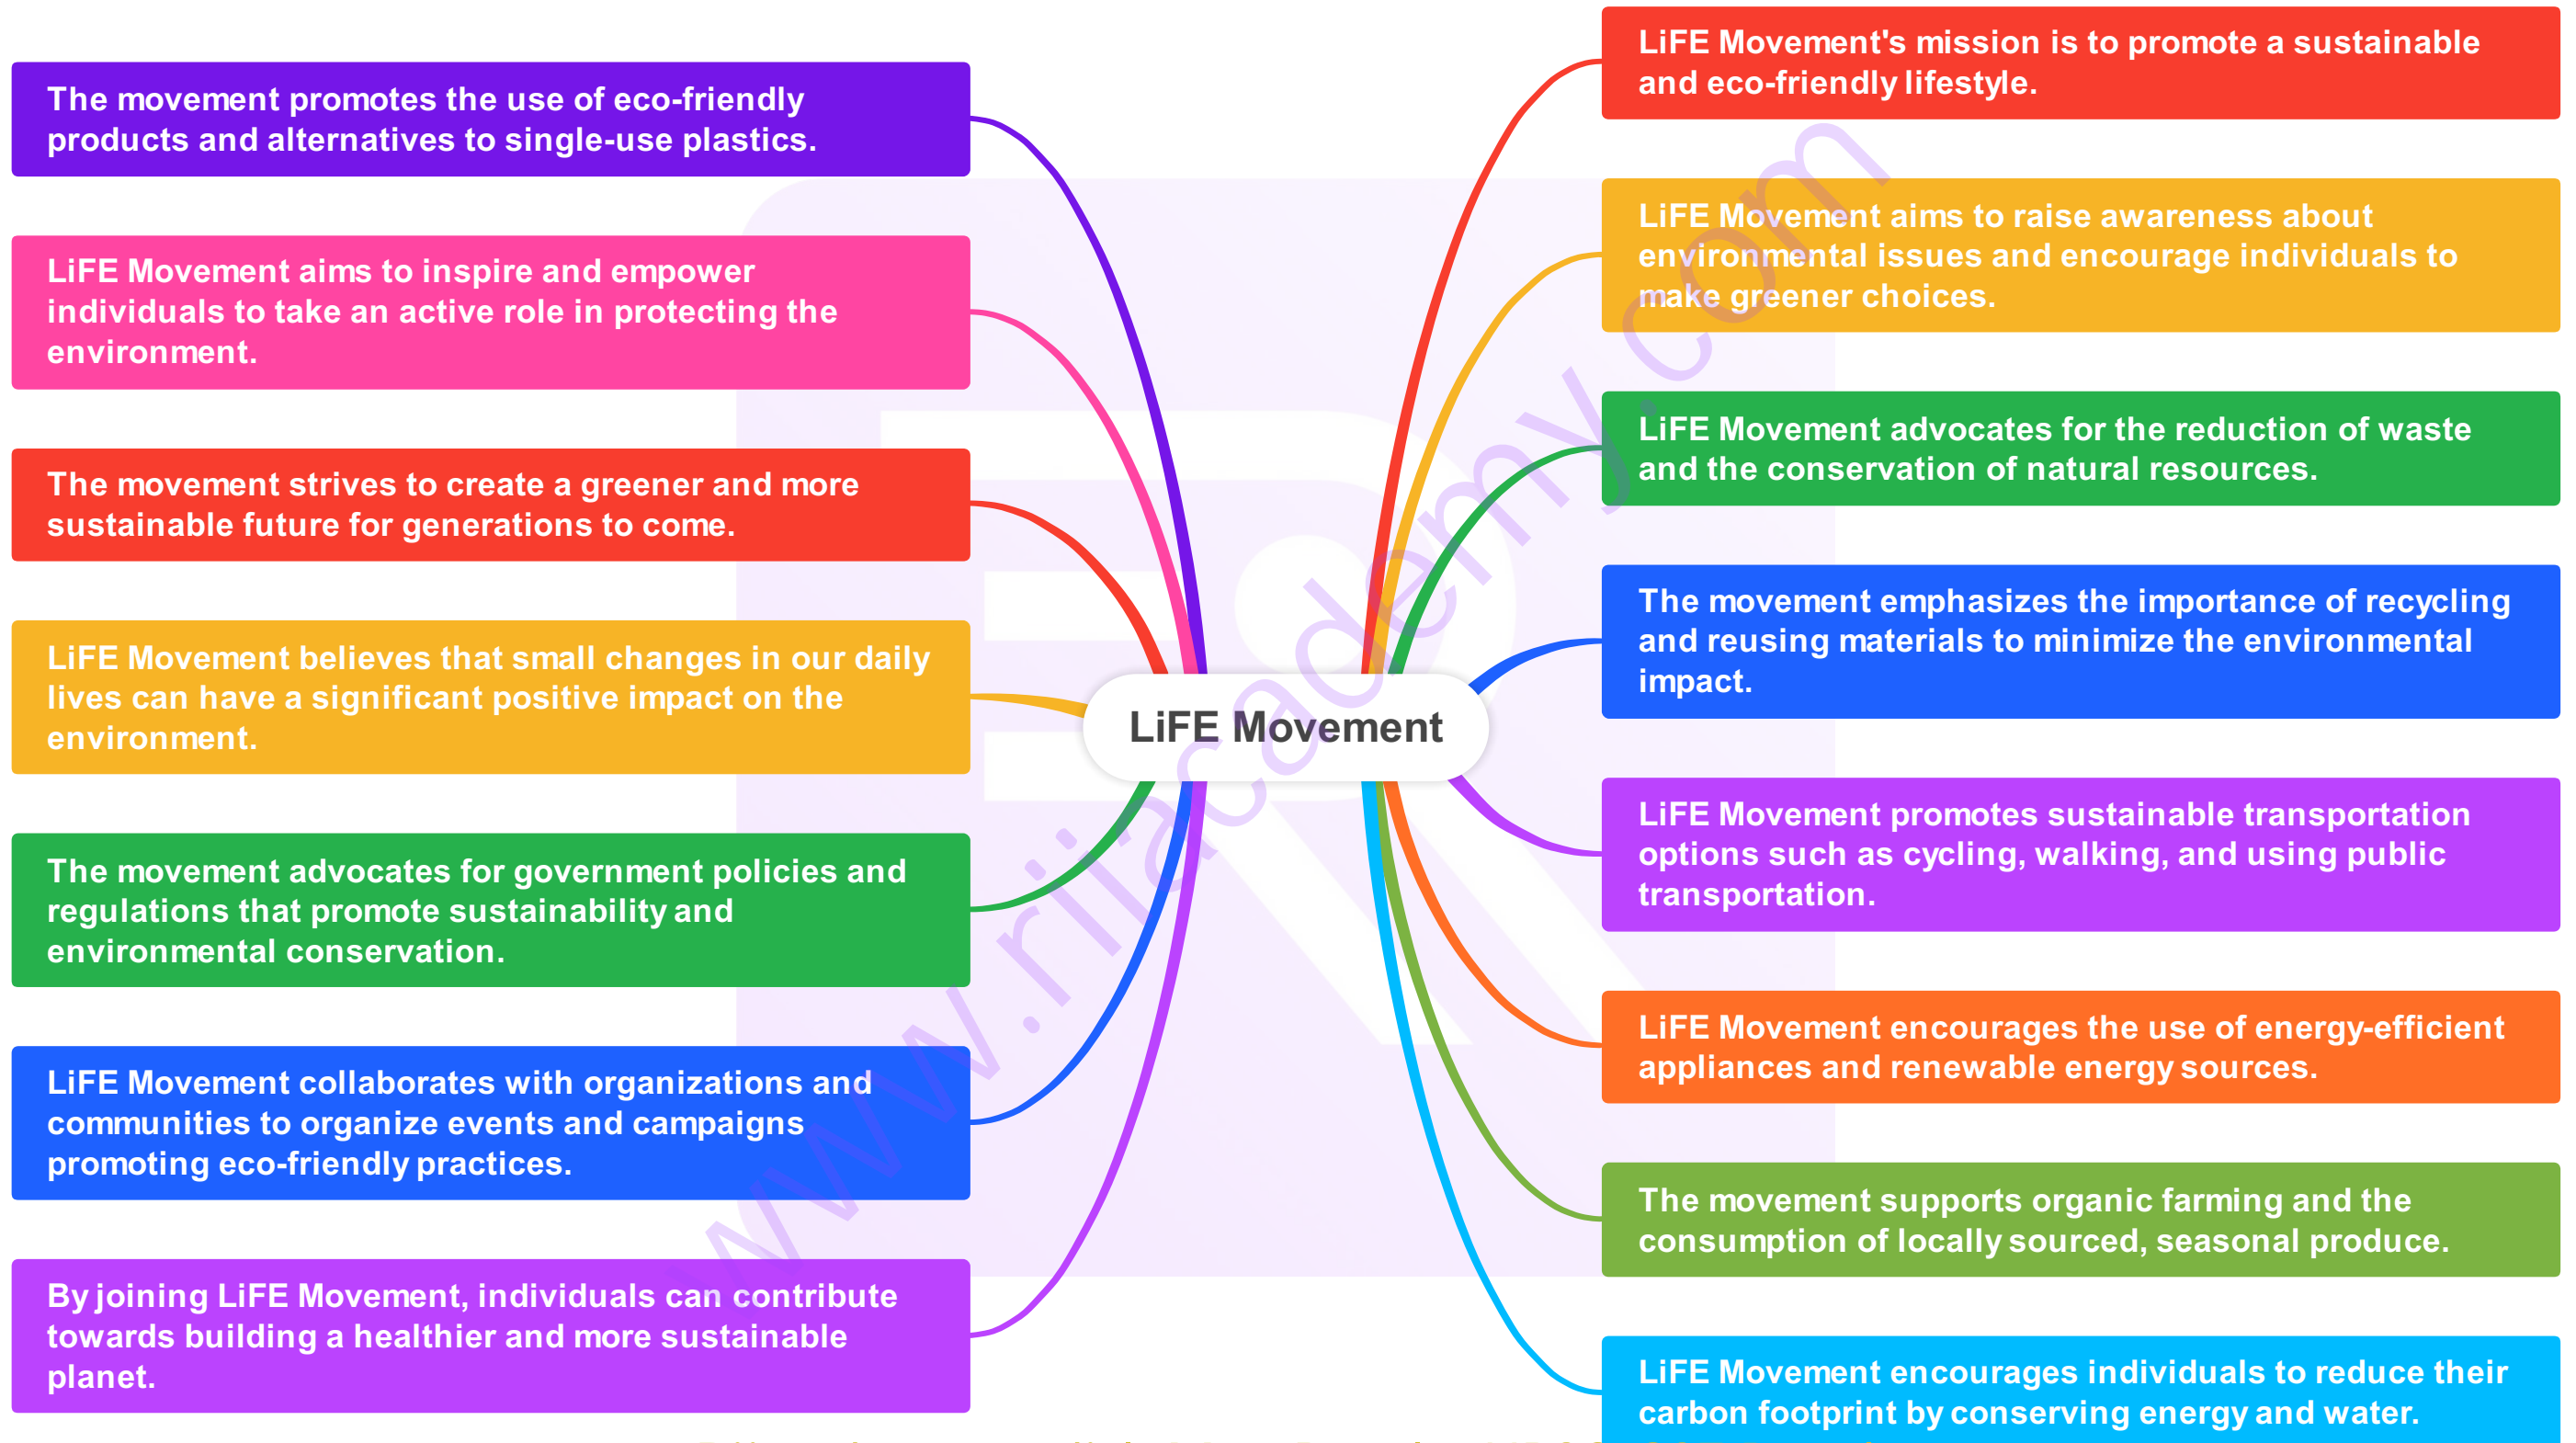 The movement promotes the use of eco-friendly
products and alternatives to single-use plastics.
LiFE Movement aims to inspire and empower
individuals to take an active role in protecting the
environment.
The movement strives to create a greener and more
sustainable future for generations to come.
LiFE Movement believes that small changes in our daily
lives can have a significant positive impact on the
environment.
The movement advocates for government policies and
regulations that promote sustainability and
environmental conservation.
LiFE Movement collaborates with organizations and
communities to organize events and campaigns
promoting eco-friendly practices.
By joining LiFE Movement, individuals can contribute
towards building a healthier and more sustainable
planet.
LiFE Movement
LiFE Movement's mission is to promote a sustainable
and eco-friendly lifestyle.
LiFE Movement aims to raise awareness about
environmental issues and encourage individuals to
make greener choices.
LiFE Movement advocates for the reduction of waste
and the conservation of natural resources.
The movement emphasizes the importance of recycling
and reusing materials to minimize the environmental
impact.
LiFE Movement promotes sustainable transportation
options such as cycling, walking, and using public
transportation.
LiFE Movement encourages the use of energy-efficient
appliances and renewable energy sources.
The movement supports organic farming and the
consumption of locally sourced, seasonal produce.
LiFE Movement encourages individuals to reduce their
carbon footprint by conserving energy and water.
www.rijacademy.com